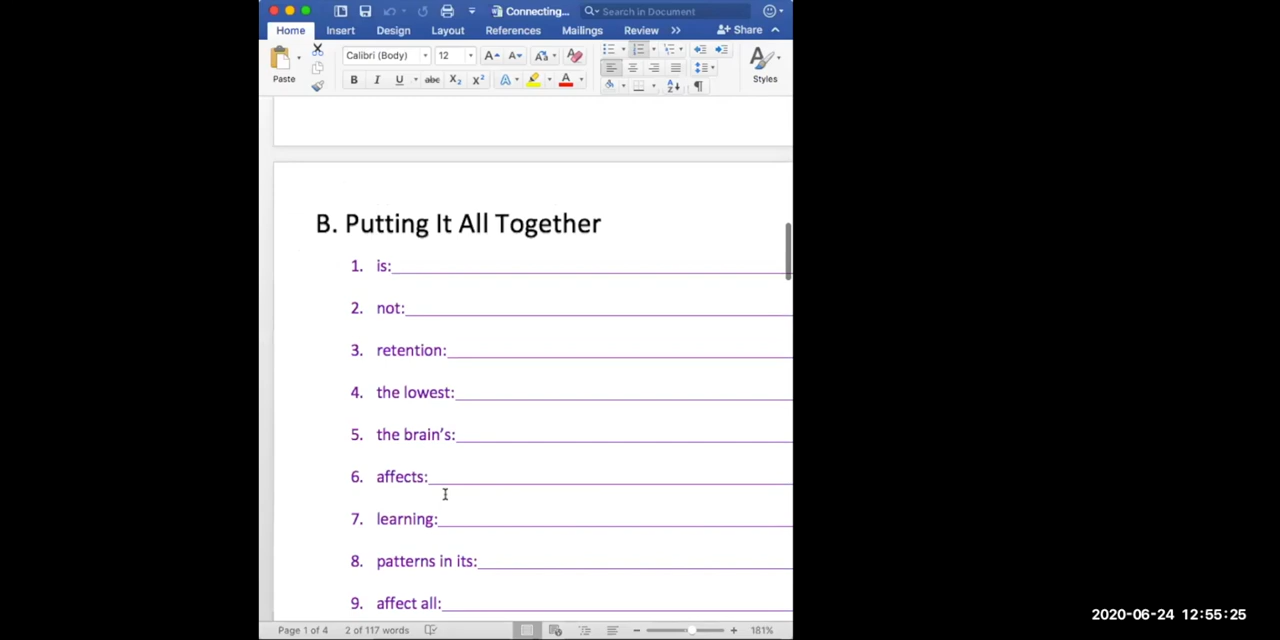 Connecting...
Search in Document
Home Insert Design Layout References Mailings Review >> Share
Paste
Calibri (Body) 12
B I U abc X₂ X² A A
Styles
B. Putting It All Together
1. is:
2. not:
3. retention:
4. the lowest:
5. the brain's:
6. affects:
7. learning:
8. patterns in its:
9. affect all:
Page 1 of 4 2 of 117 words 181%
2020-06-24 12:55:25